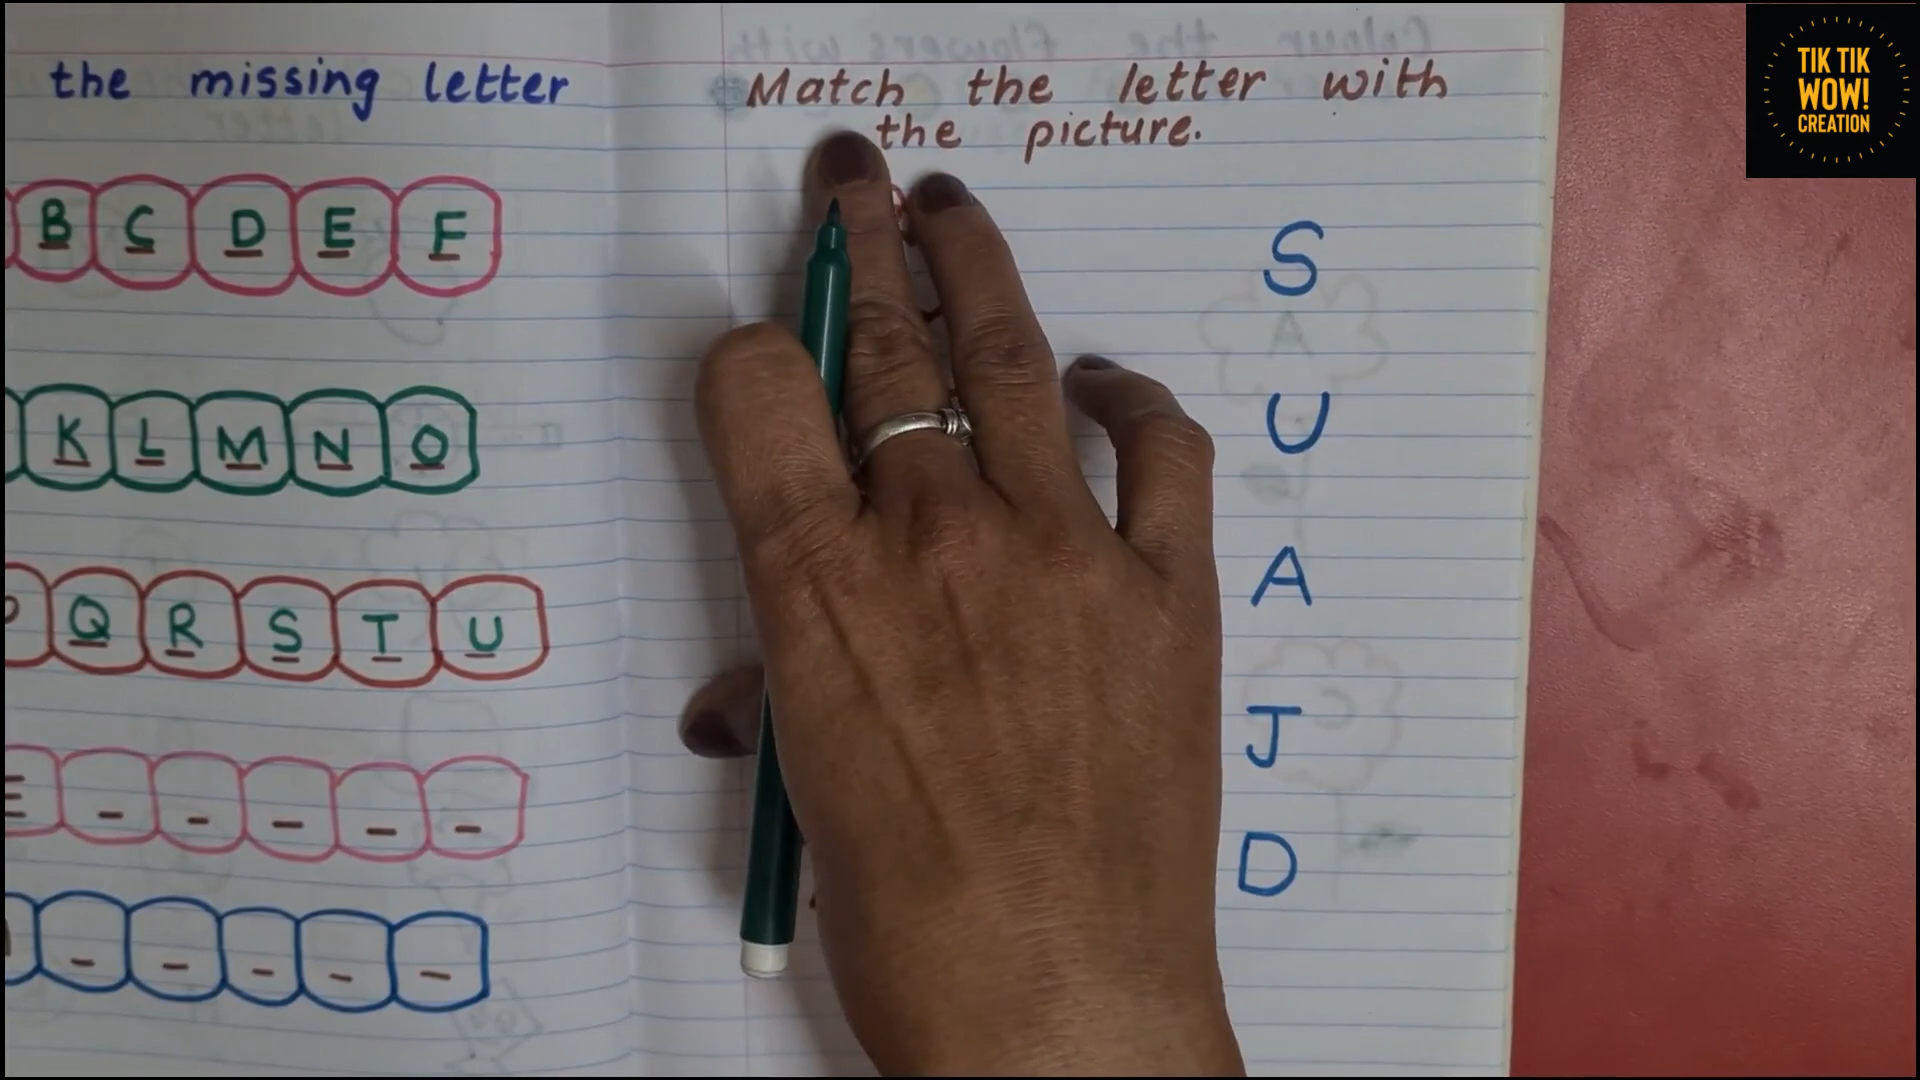 the missing letter
B C D E F
K L M N O
P Q R S T U
E _ _ _ _ _
_ _ _ _ _
Match the letter with
the picture.
S
U
A
J
D
TIK TIK
WOW!
CREATION